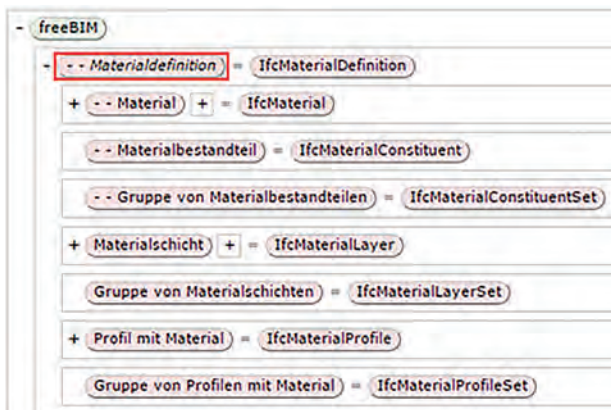 - freeBIM
- - - Materialdefinition = IfcMaterialDefinition
+ - - Material + = IfcMaterial
- - Materialbestandteil = IfcMaterialConstituent
- - Gruppe von Materialbestandteilen = IfcMaterialConstituentSet
+ Materialschicht + = IfcMaterialLayer
Gruppe von Materialschichten = IfcMaterialLayerSet
+ Profil mit Material = IfcMaterialProfile
Gruppe von Profilen mit Material = IfcMaterialProfileSet